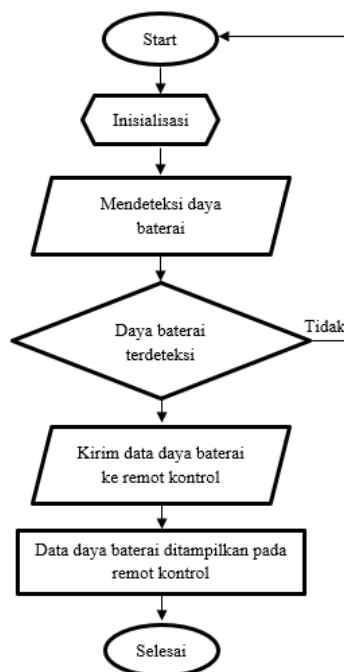 Start
Inisialisasi
Mendeteksi daya
baterai
Daya baterai
terdeteksi
Tidak
Kirim data daya baterai
ke remot kontrol
Data daya baterai ditampilkan pada
remot kontrol
Selesai